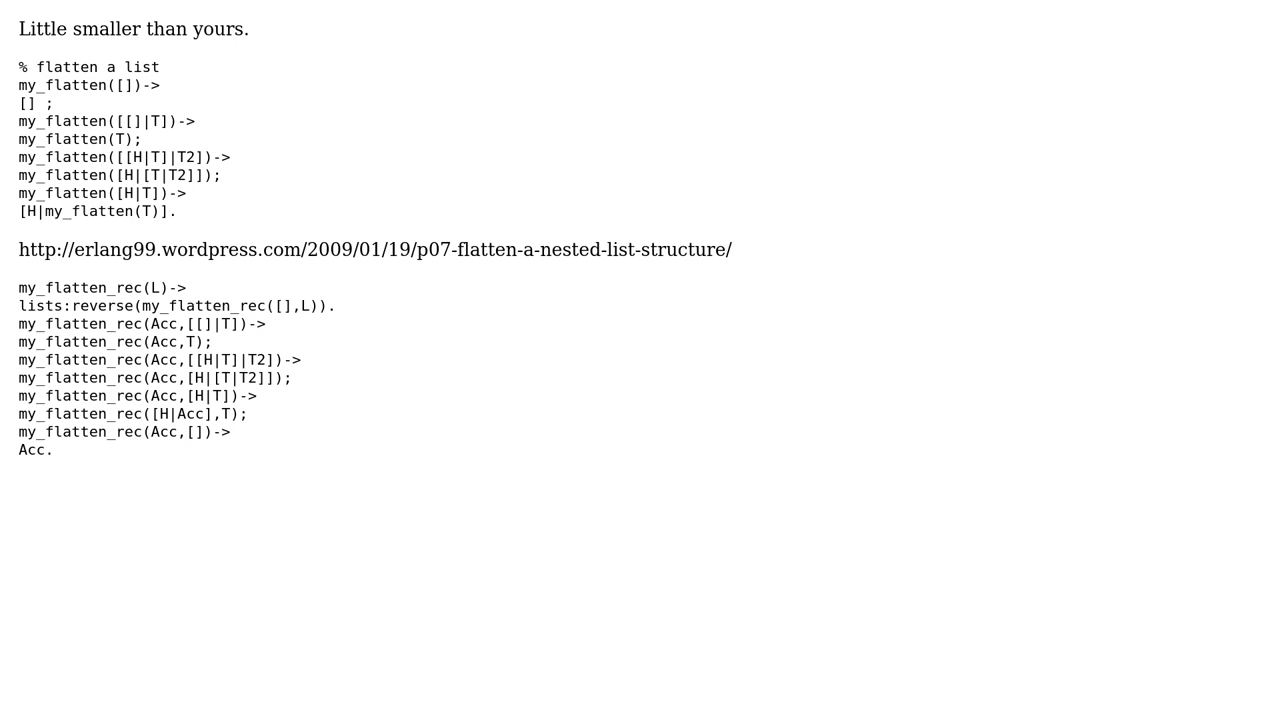 Little smaller than yours.
% flatten a list
my_flatten([])->
[] ;
my_flatten([[]|T])->
my_flatten(T);
my_flatten([[H|T]|T2])->
my_flatten([H|[T|T2]]);
my_flatten([H|T])->
[H|my_flatten(T)].
http://erlang99.wordpress.com/2009/01/19/p07-flatten-a-nested-list-structure/
my_flatten_rec(L)->
lists:reverse(my_flatten_rec([],L)).
my_flatten_rec(Acc,[[]|T])->
my_flatten_rec(Acc,T);
my_flatten_rec(Acc,[[H|T]|T2])->
my_flatten_rec(Acc,[H|[T|T2]]);
my_flatten_rec(Acc,[H|T])->
my_flatten_rec([H|Acc],T);
my_flatten_rec(Acc,[])->
Acc.